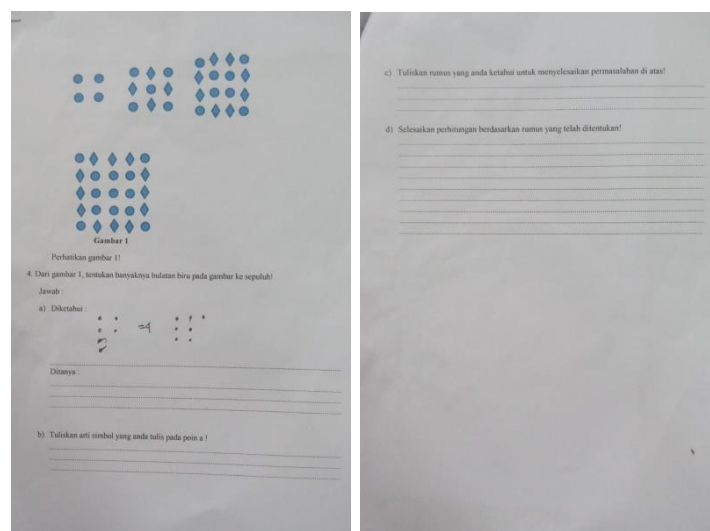 Gambar 1
Perhatikan gambar 1!
4. Dari gambar 1, tentukan banyaknya bulatan biru pada gambar ke sepuluh!
Jawab :
a) Diketahui :
=4
Ditanya :
b) Tuliskan arti simbol yang anda tulis pada poin a !
c) Tuliskan rumus yang anda ketahui untuk menyelesaikan permasalahan di atas!
d) Selesaikan perhitungan berdasarkan rumus yang telah ditentukan!